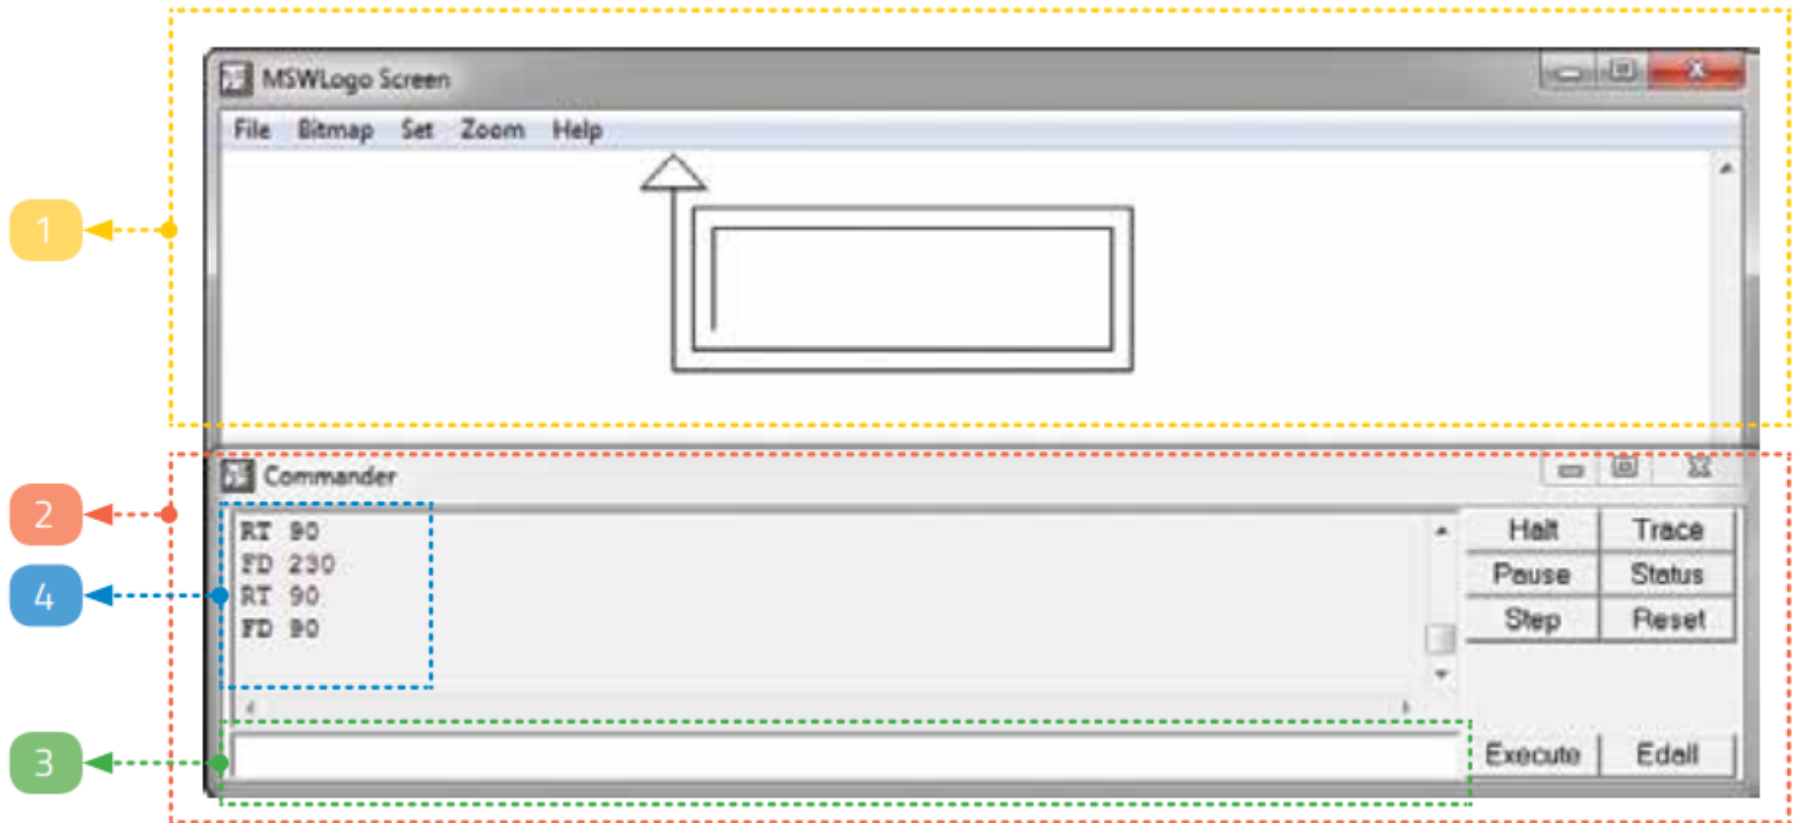 MSWLogo Screen
File Bitmap Set Zoom Help
1
2
Commander
RT 90
FD 230
RT 90
FD 90
4
Halt Trace
Pause Status
Step Reset
3
Execute Edall